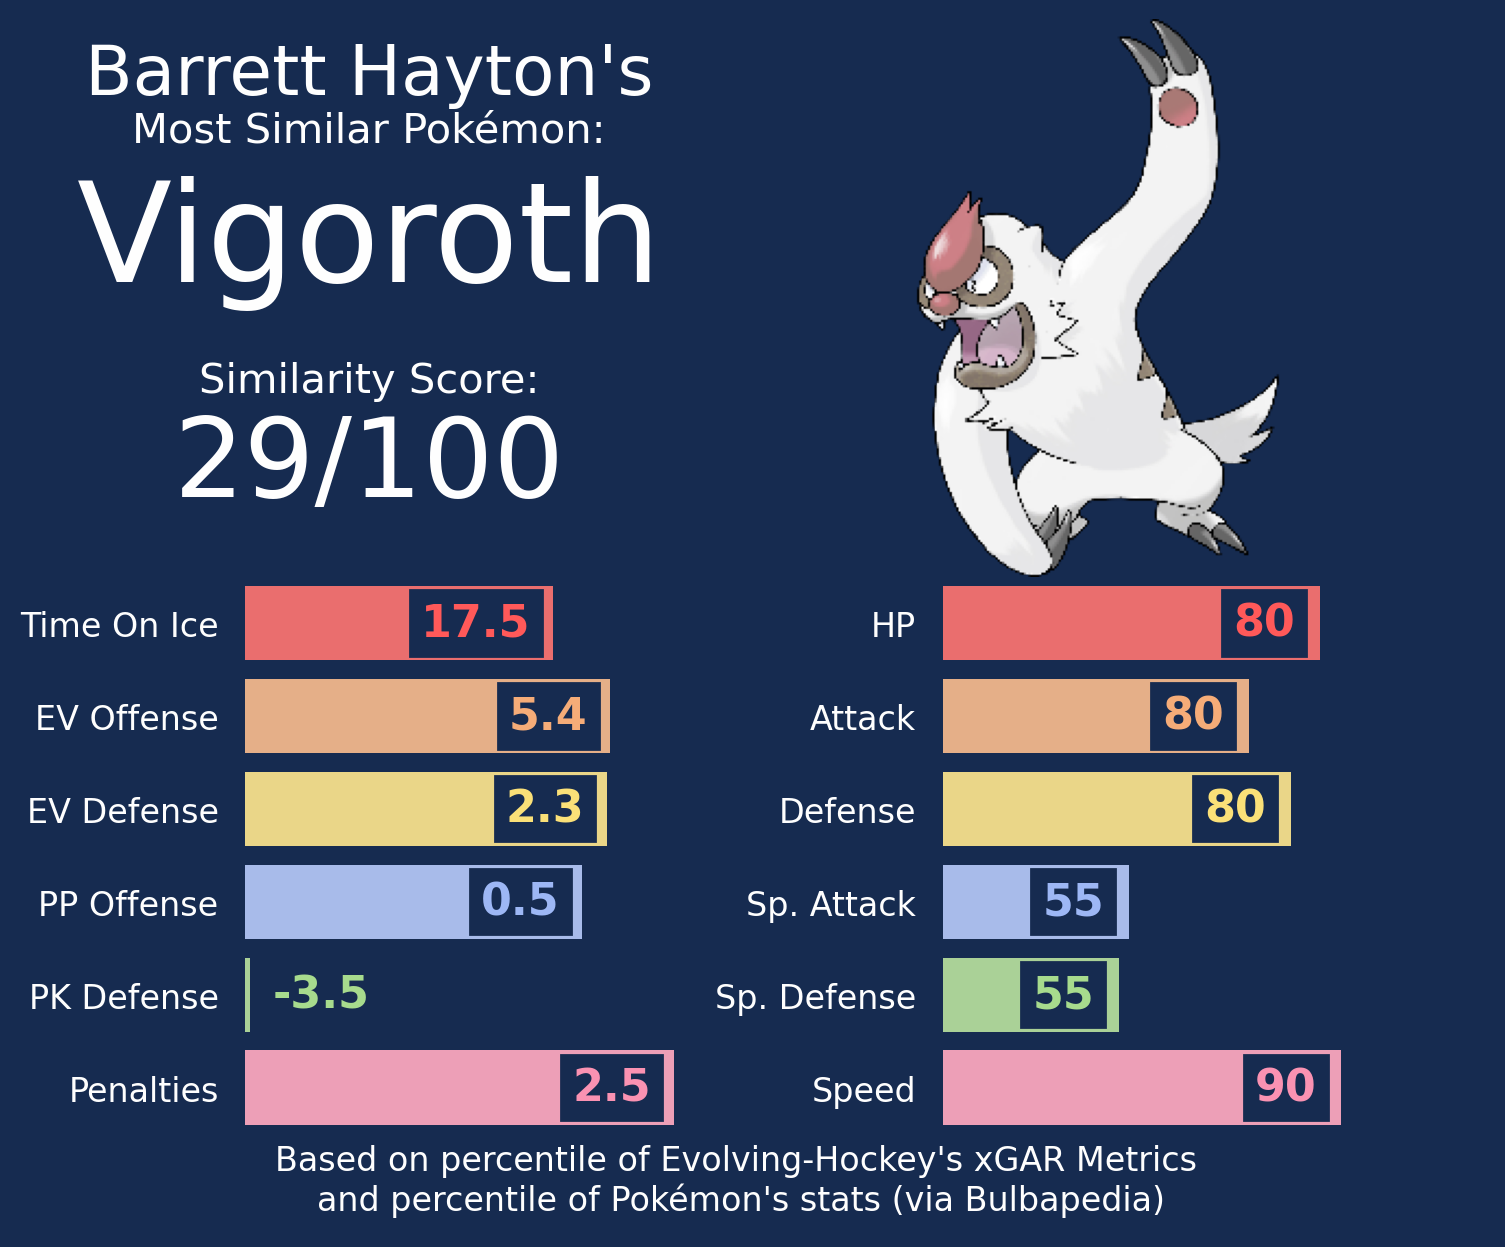 Barrett Hayton's
Most Similar Pokémon:
Vigoroth
Similarity Score:
29/100
Time On Ice 17.5
EV Offense 5.4
EV Defense 2.3
PP Offense 0.5
PK Defense -3.5
Penalties 2.5
HP 80
Attack 80
Defense 80
Sp. Attack 55
Sp. Defense 55
Speed 90
Based on percentile of Evolving-Hockey's xGAR Metrics
and percentile of Pokémon's stats (via Bulbapedia)